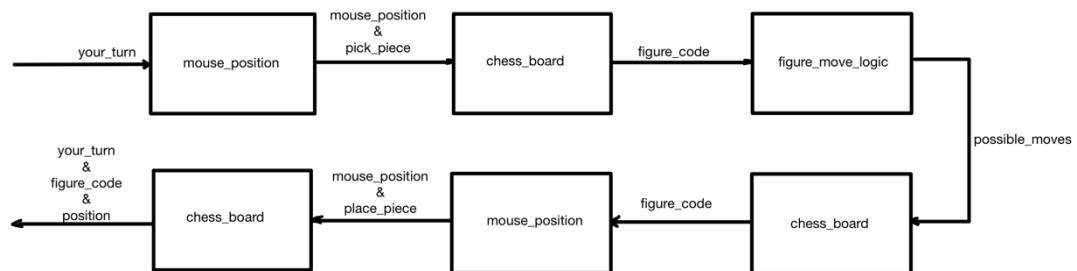 your_turn
mouse_position
mouse_position
&
pick_piece
chess_board
figure_code
figure_move_logic
possible_moves
chess_board
figure_code
mouse_position
mouse_position
&
place_piece
chess_board
your_turn
&
figure_code
&
position